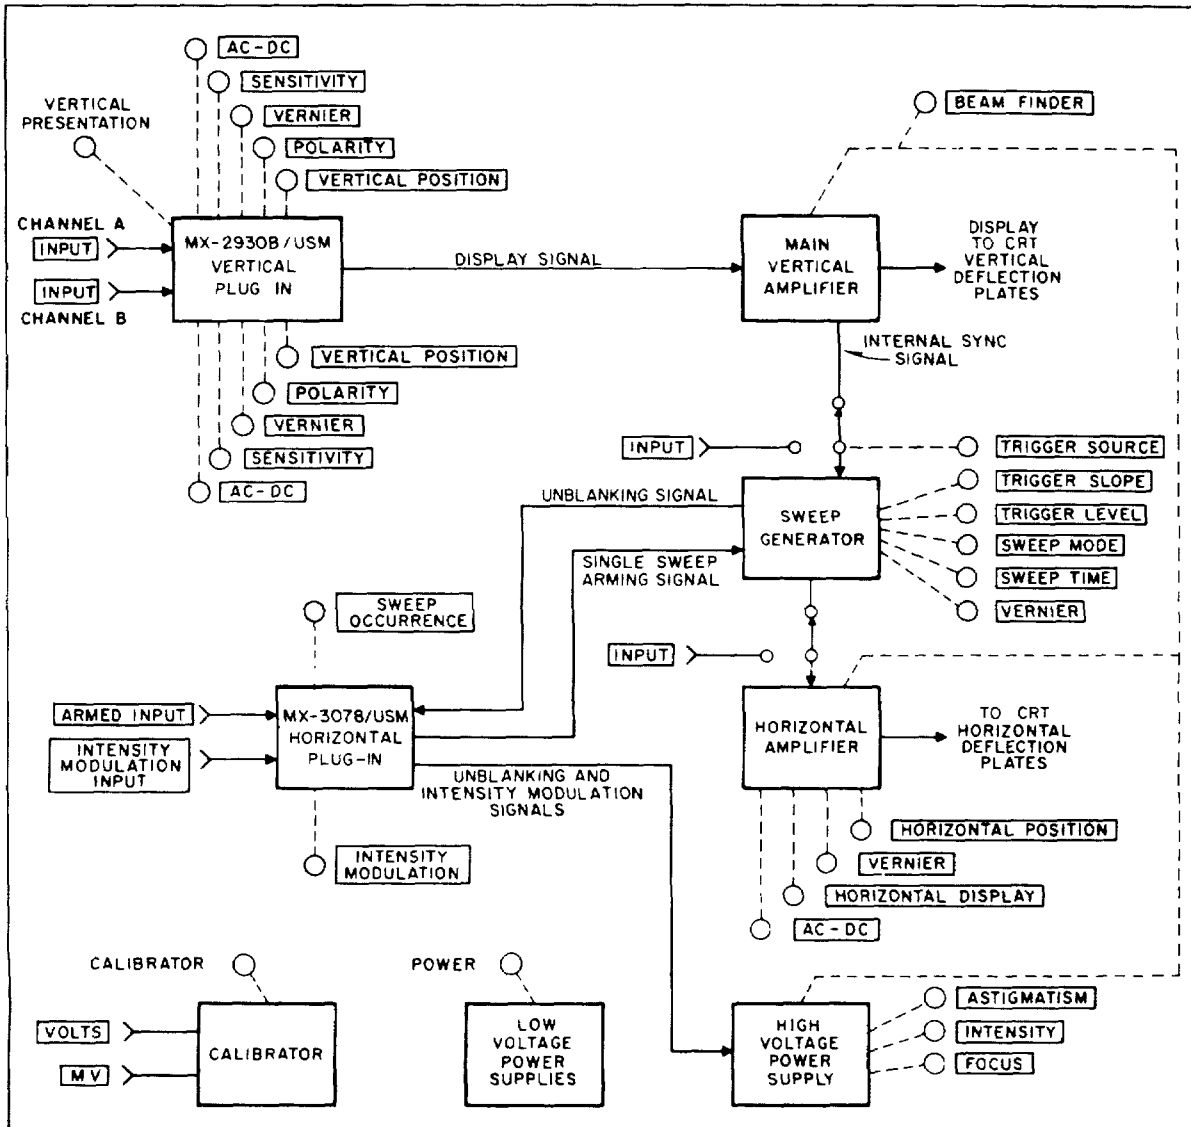 AC-DC
SENSITIVITY
VERNIER
POLARITY
VERTICAL POSITION
VERTICAL
PRESENTATION
BEAM FINDER
CHANNEL A
INPUT
INPUT
CHANNEL B
MX-2930B/USM
VERTICAL
PLUG IN
DISPLAY SIGNAL
MAIN
VERTICAL
AMPLIFIER
DISPLAY
TO CRT
VERTICAL
DEFLECTION
PLATES
VERTICAL POSITION
POLARITY
VERNIER
SENSITIVITY
AC-DC
INTERNAL SYNC
SIGNAL
INPUT
TRIGGER SOURCE
TRIGGER SLOPE
TRIGGER LEVEL
SWEEP MODE
SWEEP TIME
VERNIER
UNBLANKING SIGNAL
SWEEP
GENERATOR
SINGLE SWEEP
ARMING SIGNAL
SWEEP
OCCURRENCE
INPUT
ARMED INPUT
INTENSITY
MODULATION
INPUT
MX-3078/USM
HORIZONTAL
PLUG-IN
HORIZONTAL
AMPLIFIER
TO CRT
HORIZONTAL
DEFLECTION
PLATES
UNBLANKING AND
INTENSITY MODULATION
SIGNALS
INTENSITY
MODULATION
HORIZONTAL POSITION
VERNIER
HORIZONTAL DISPLAY
AC-DC
CALIBRATOR
VOLTS
MV
CALIBRATOR
POWER
LOW
VOLTAGE
POWER
SUPPLIES
HIGH
VOLTAGE
POWER
SUPPLY
ASTIGMATISM
INTENSITY
FOCUS